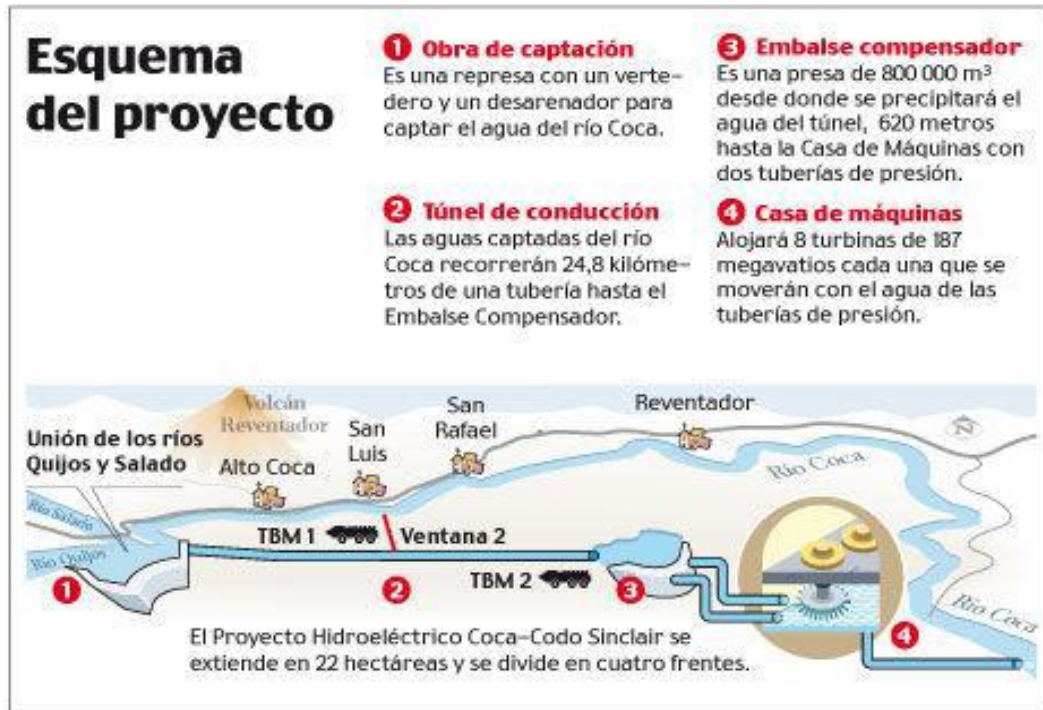 Esquema
del proyecto
1 Obra de captación
Es una represa con un verte-
dero y un desarenador para
captar el agua del río Coca.
2 Túnel de conducción
Las aguas captadas del río
Coca recorrerán 24,8 kilóme-
tros de una tubería hasta el
Embalse Compensador.
3 Embalse compensador
Es una presa de 800 000 m³
desde donde se precipitará el
agua del túnel, 620 metros
hasta la Casa de Máquinas con
dos tuberías de presión.
4 Casa de máquinas
Alojará 8 turbinas de 187
megavatios cada una que se
moverán con el agua de las
tuberías de presión.
Volcán
Reventador
Unión de los ríos
Quijos y Salado
Alto Coca
San
Luis
San
Rafael
Reventador
N
Río Coca
Río Salado
Río Quijos
TBM 1
Ventana 2
TBM 2
1
2
3
4
Río Coca
El Proyecto Hidroeléctrico Coca-Codo Sinclair se
extiende en 22 hectáreas y se divide en cuatro frentes.